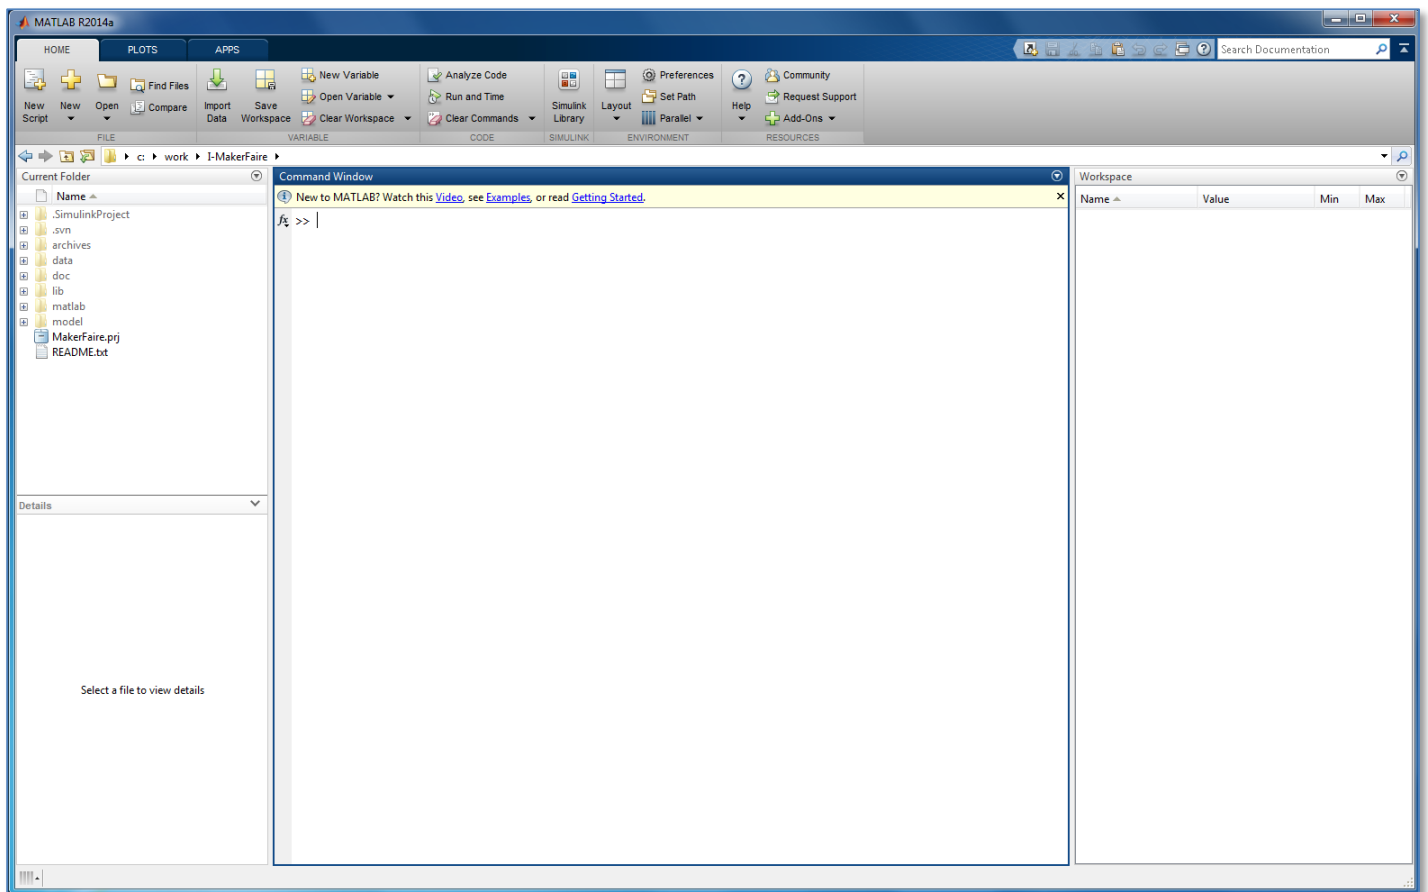 MATLAB R2014a
HOME PLOTS APPS
Search Documentation
New Script
New
Open
Find Files
Compare
FILE
Import Data
Save Workspace
New Variable
Open Variable
Clear Workspace
VARIABLE
Analyze Code
Run and Time
Clear Commands
CODE
Simulink Library
SIMULINK
Layout
Preferences
Set Path
Parallel
ENVIRONMENT
Help
Community
Request Support
Add-Ons
RESOURCES
c: work I-MakerFaire
Current Folder
Name
.SimulinkProject
.svn
archives
data
doc
lib
matlab
model
MakerFaire.prj
README.txt
Details
Select a file to view details
Command Window
New to MATLAB? Watch this Video, see Examples, or read Getting Started.
fx >>
Workspace
Name Value Min Max